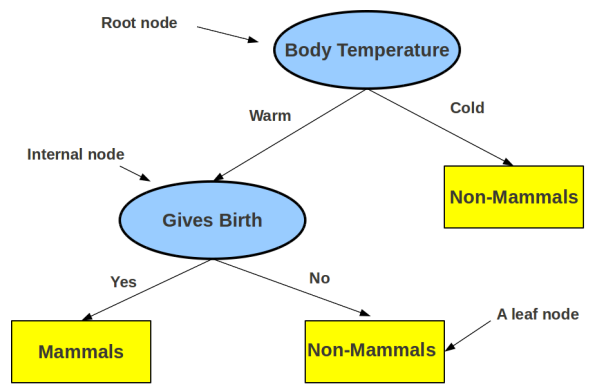 Root node
Body Temperature
Warm
Cold
Internal node
Non-Mammals
Gives Birth
Yes
No
A leaf node
Mammals
Non-Mammals